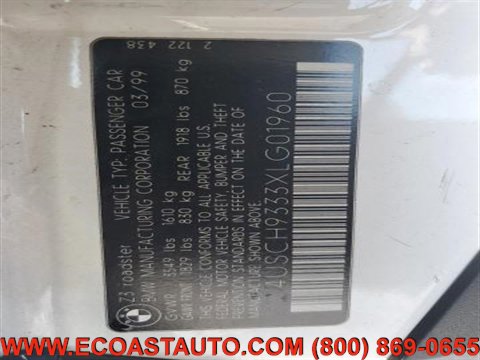 Z3 roadster VEHICLE TYP: PASSENGER CAR
BMW MANUFACTURING CORPORATION 03/99
GVWR 3549 lbs 1610 kg
GAWR FRONT 1829 lbs 830 kg REAR 1918 lbs 870 kg
THIS VEHICLE CONFORMS TO ALL APPLICABLE U.S.
FEDERAL MOTOR VEHICLE SAFETY, BUMPER AND THEFT
PREVENTION STANDARDS IN EFFECT ON THE DATE OF
MANUFACTURE SHOWN ABOVE.
4USCH9333XLG01960
2 122 438
WWW.ECOASTAUTO.COM (800) 869-0655